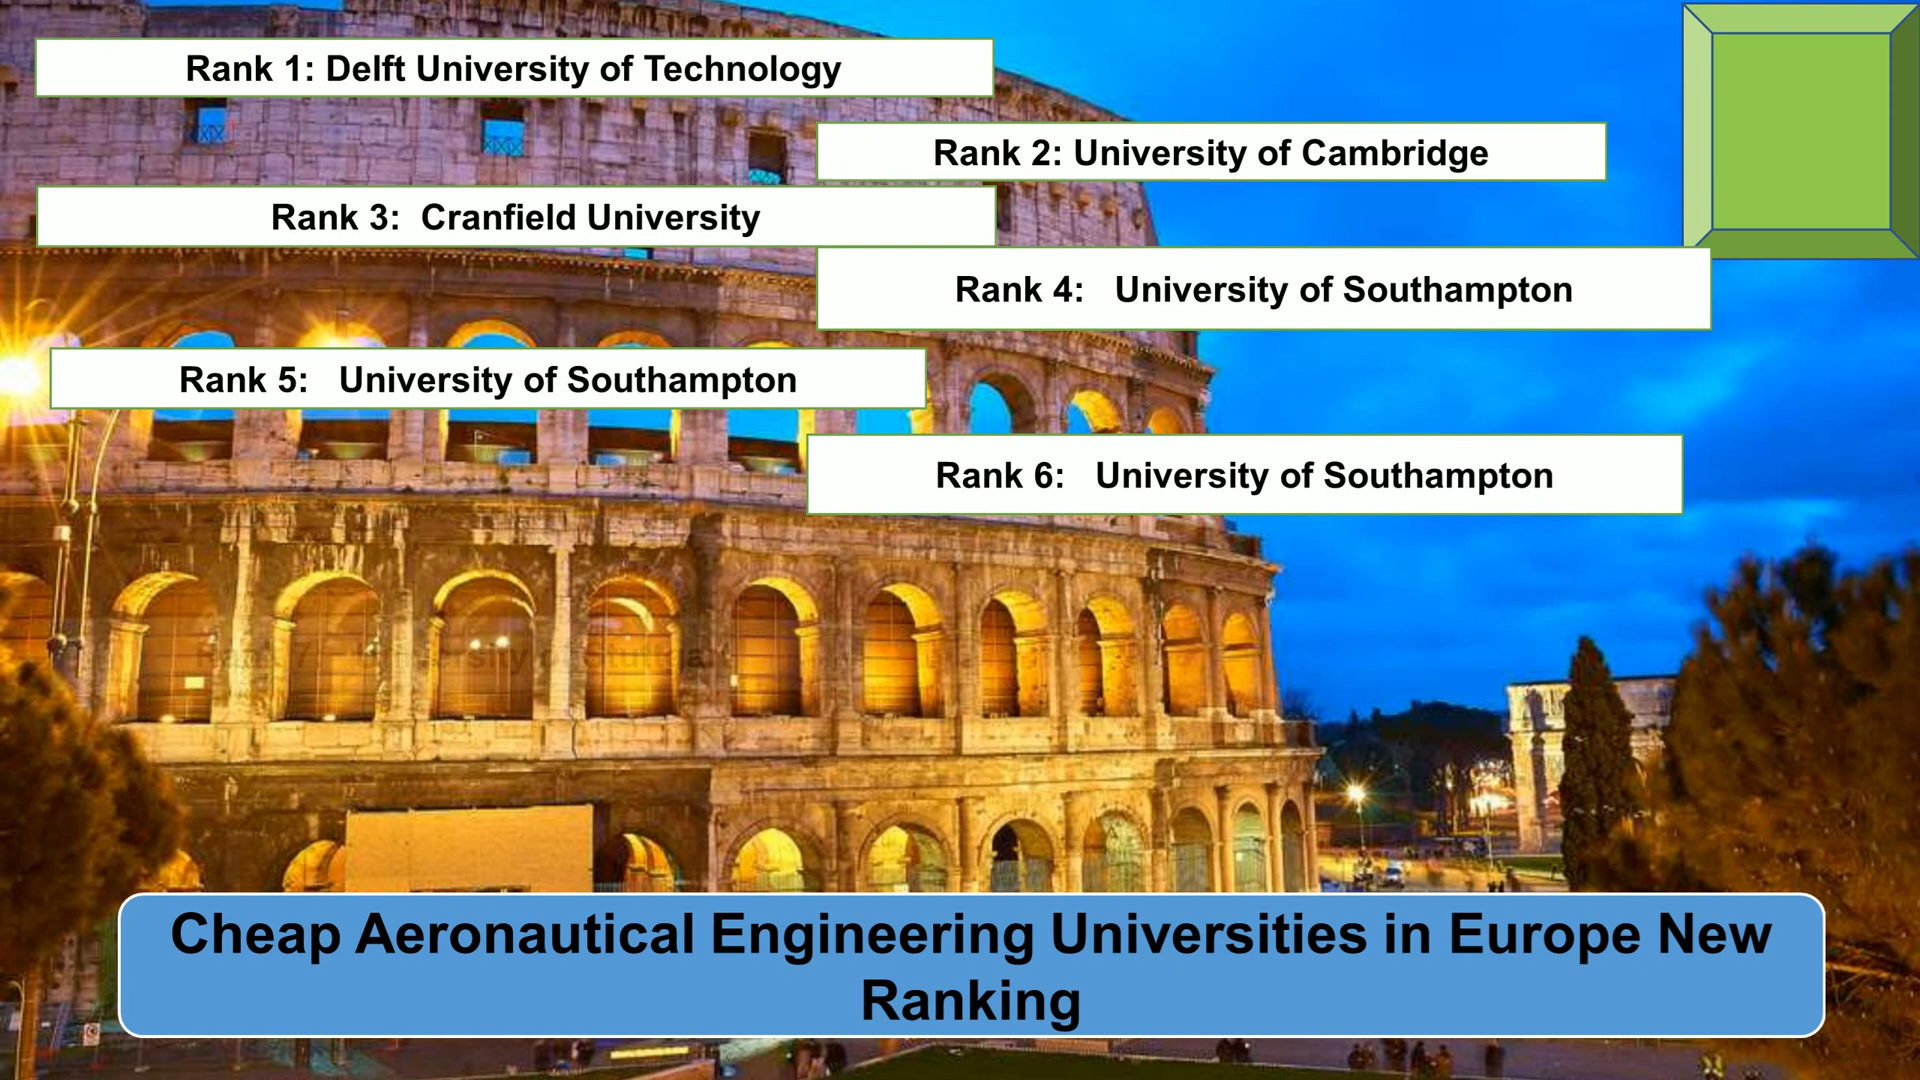 Rank 1: Delft University of Technology
Rank 2: University of Cambridge
Rank 3: Cranfield University
Rank 4: University of Southampton
Rank 5: University of Southampton
Rank 6: University of Southampton
Cheap Aeronautical Engineering Universities in Europe New
Ranking